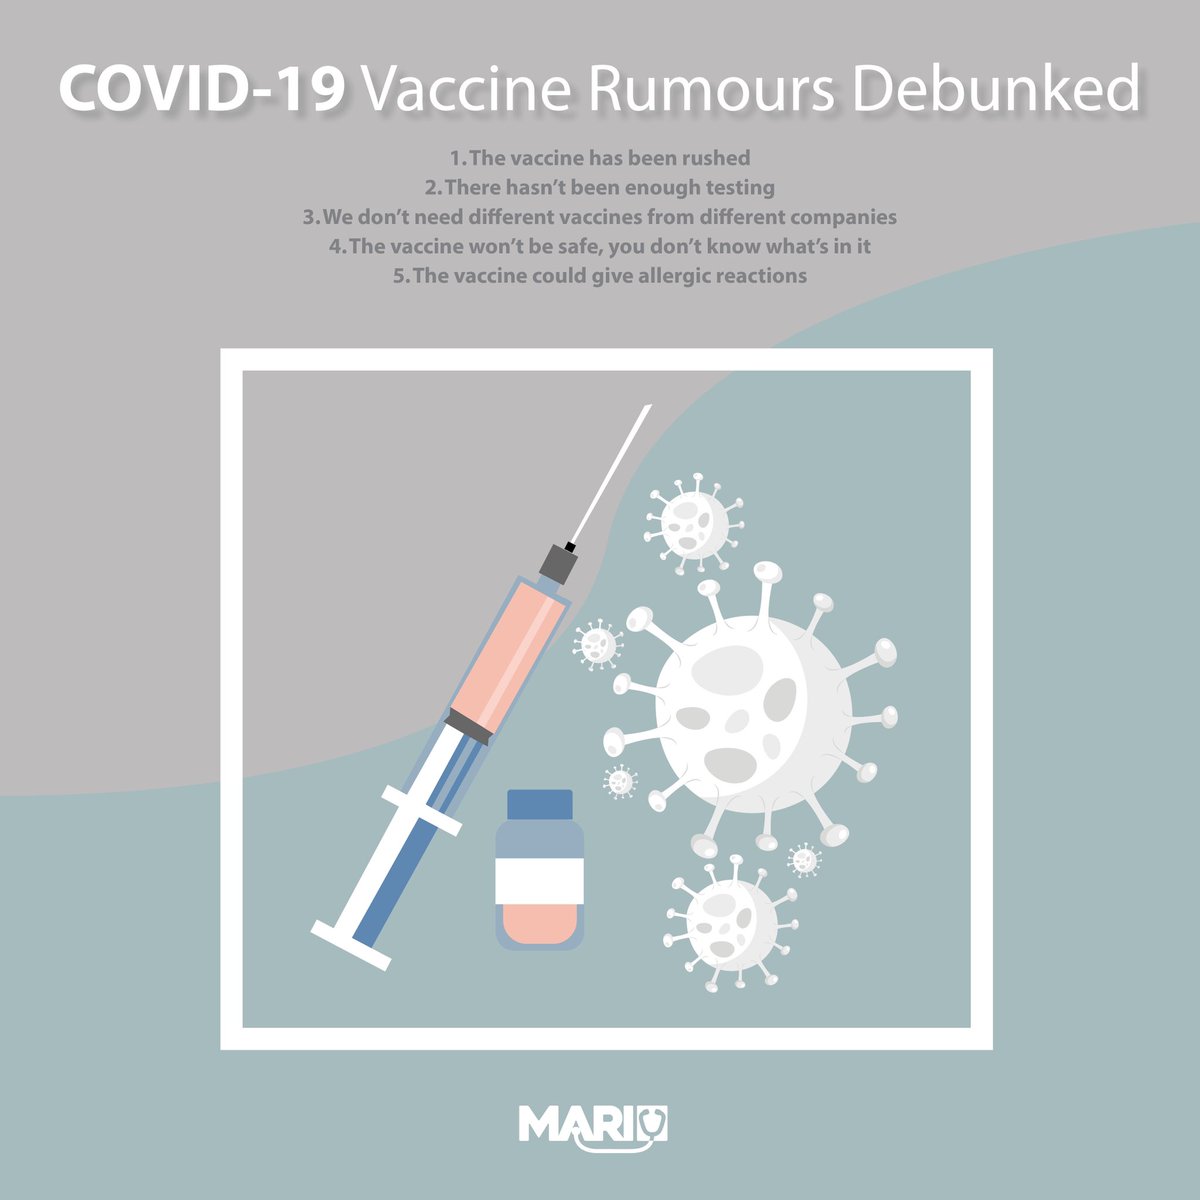 COVID-19 Vaccine Rumours Debunked
1. The vaccine has been rushed
2. There hasn't been enough testing
3. We don't need different vaccines from different companies
4. The vaccine won't be safe, you don't know what's in it
5. The vaccine could give allergic reactions
MARIO